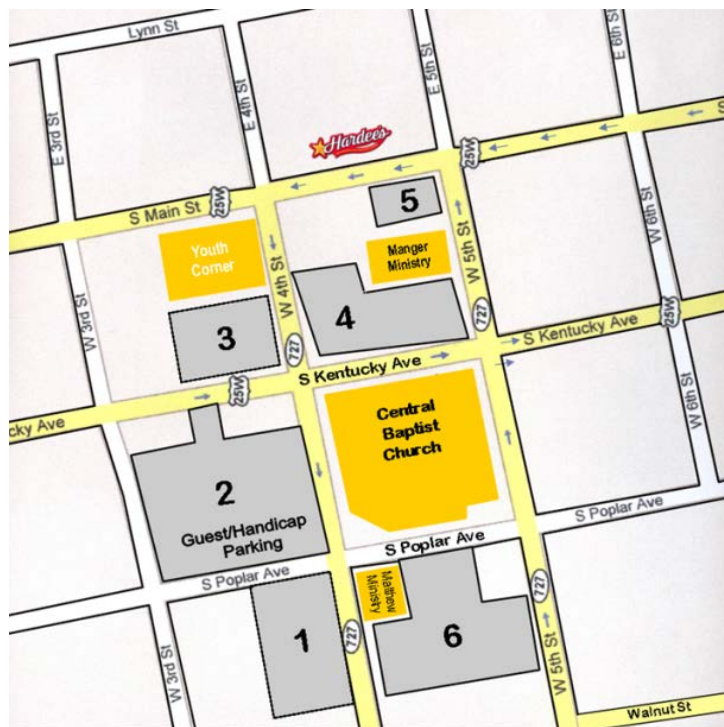 Lynn St
E 3rd St
E 4th St
E 5th St
E 6th St
Hardee's
25W
S
S Main St
25W
5
Youth
Corner
Manger
Ministry
W 3rd St
W 4th St
W 5th St
W 6th St
3
4
727
727
25W
S Kentucky Ave
S Kentucky Ave
25W
cky Ave
Central
Baptist
Church
W 6th St
2
Guest/Handicap
Parking
S Poplar Ave
S Poplar Ave
S Poplar Ave
Matthew
Ministry
W 3rd St
1
727
6
727
W 5th St
Walnut St